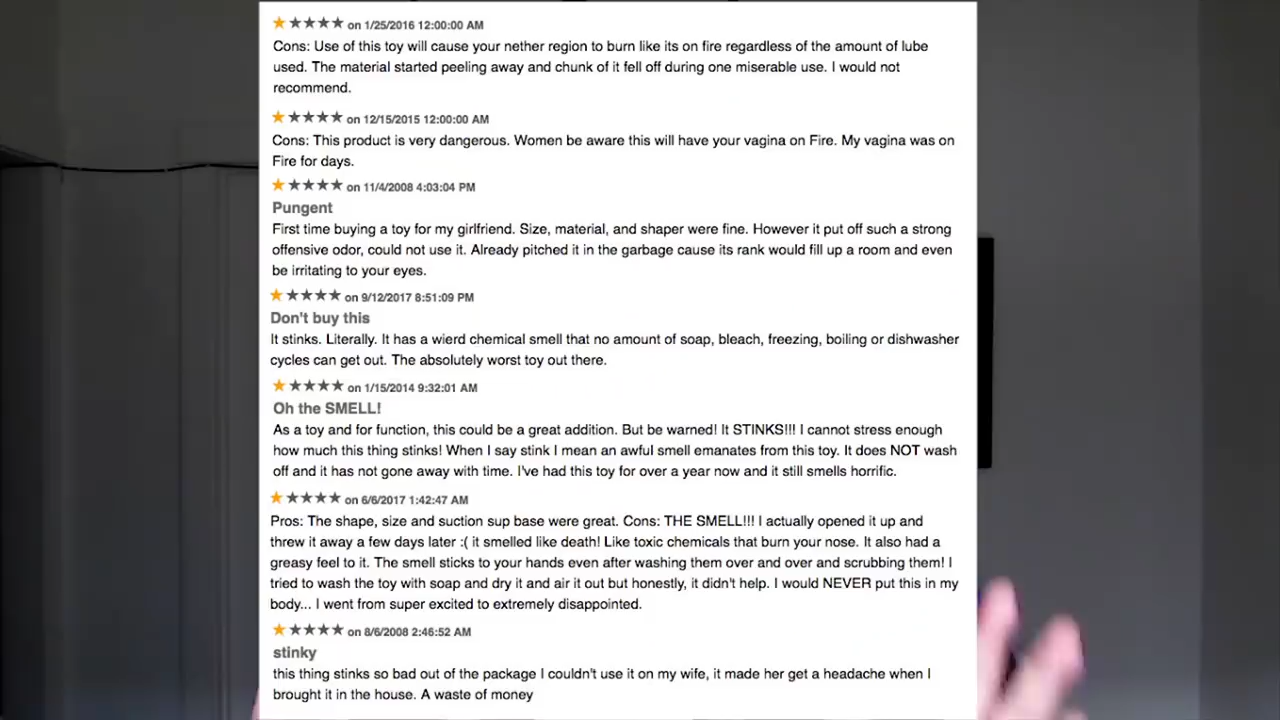 on 1/25/2016 12:00:00 AM
Cons: Use of this toy will cause your nether region to burn like its on fire regardless of the amount of lube
used. The material started peeling away and chunk of it fell off during one miserable use. I would not
recommend.
on 12/15/2015 12:00:00 AM
Cons: This product is very dangerous. Women be aware this will have your vagina on Fire. My vagina was on
Fire for days.
on 11/4/2008 4:03:04 PM
Pungent
First time buying a toy for my girlfriend. Size, material, and shaper were fine. However it put off such a strong
offensive odor, could not use it. Already pitched it in the garbage cause its rank would fill up a room and even
be irritating to your eyes.
on 9/12/2017 8:51:09 PM
Don't buy this
It stinks. Literally. It has a wierd chemical smell that no amount of soap, bleach, freezing, boiling or dishwasher
cycles can get out. The absolutely worst toy out there.
on 1/15/2014 9:32:01 AM
Oh the SMELL!
As a toy and for function, this could be a great addition. But be warned! It STINKS!!! I cannot stress enough
how much this thing stinks! When I say stink I mean an awful smell emanates from this toy. It does NOT wash
off and it has not gone away with time. I've had this toy for over a year now and it still smells horrific.
on 6/6/2017 1:42:47 AM
Pros: The shape, size and suction sup base were great. Cons: THE SMELL!!! I actually opened it up and
threw it away a few days later :( it smelled like death! Like toxic chemicals that burn your nose. It also had a
greasy feel to it. The smell sticks to your hands even after washing them over and over and scrubbing them! I
tried to wash the toy with soap and dry it and air it out but honestly, it didn't help. I would NEVER put this in my
body... I went from super excited to extremely disappointed.
on 8/6/2008 2:46:52 AM
stinky
this thing stinks so bad out of the package I couldn't use it on my wife, it made her get a headache when I
brought it in the house. A waste of money